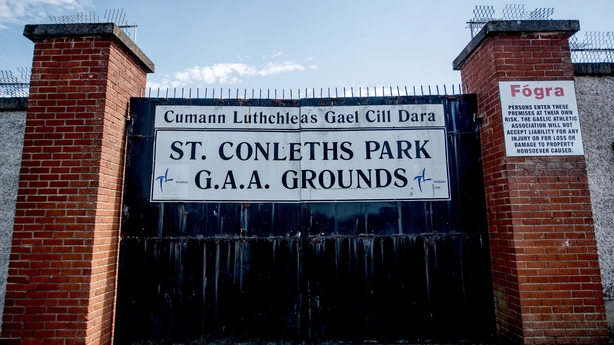 Cumann Luthchleas Gael Cill Dara
ST. CONLETHS PARK
G.A.A. GROUNDS
Fógra
PERSONS ENTER THESE
PREMISES AT THEIR OWN
RISK. THE GAELIC ATHLETIC
ASSOCIATION WILL NOT
ACCEPT LIABILITY FOR ANY
INJURY OR FOR LOSS OR
DAMAGE TO PROPERTY
HOWSOEVER CAUSED.